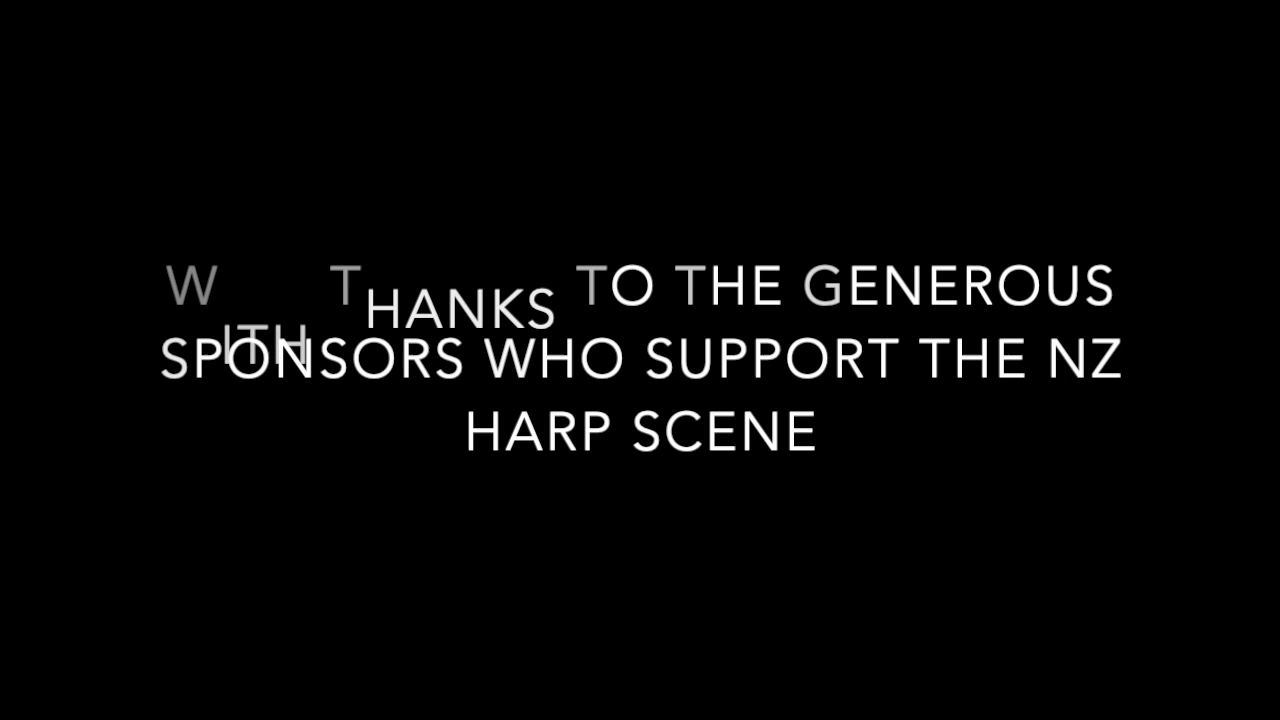 WITH THANKS TO THE GENEROUS
SPONSORS WHO SUPPORT THE NZ
HARP SCENE